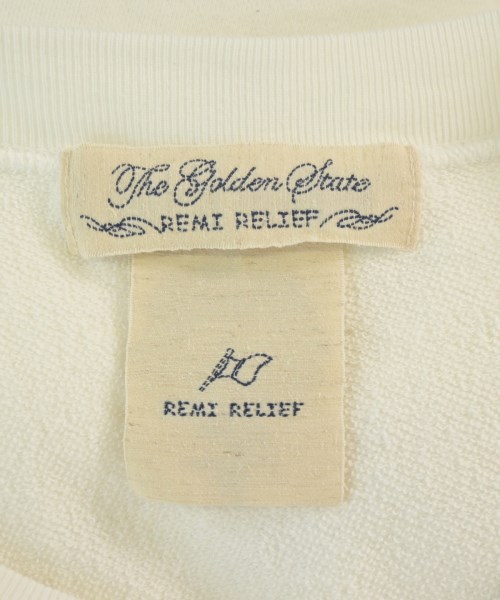 The Golden State
REMI RELIEF
REMI RELIEF